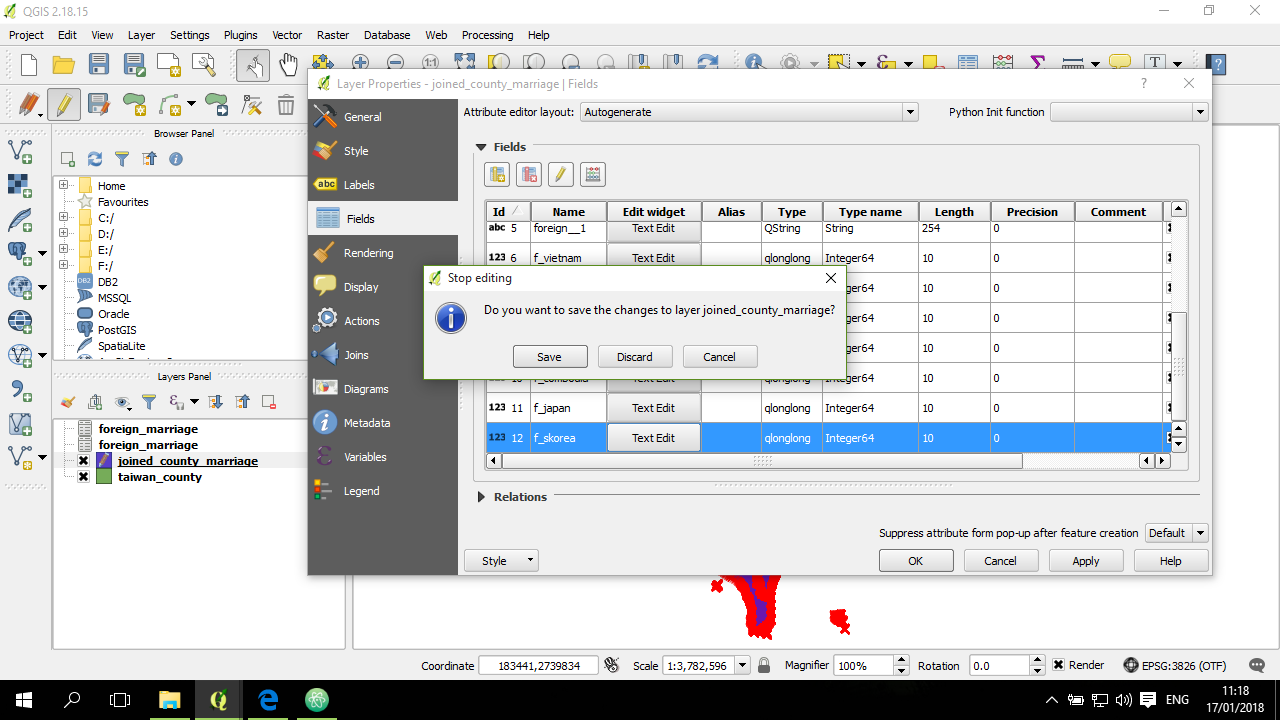 QGIS 2.18.15
Project Edit View Layer Settings Plugins Vector Raster Database Web Processing Help
Layer Properties - joined_county_marriage | Fields
General
Style
Labels
Fields
Rendering
Display
Actions
Joins
Diagrams
Metadata
Variables
Legend
Attribute editor layout: Autogenerate Python Init function
Fields
Id Name Edit widget Alias Type Type name Length Precision Comment
abc 5 foreign__1 Text Edit QString String 254 0
123 6 f_vietnam Text Edit qlonglong Integer64 10 0
Integer64 10 0
Integer64 10 0
Integer64 10 0
Integer64 10 0
123 11 f_japan Text Edit qlonglong Integer64 10 0
123 12 f_skorea Text Edit qlonglong Integer64 10 0
Relations
Suppress attribute form pop-up after feature creation Default
Style OK Cancel Apply Help
Stop editing
Do you want to save the changes to layer joined_county_marriage?
Save Discard Cancel
Browser Panel
Home
Favourites
C:/
D:/
E:/
F:/
DB2 DB2
MSSQL
Oracle
PostGIS
SpatiaLite
Layers Panel
foreign_marriage
foreign_marriage
joined_county_marriage
taiwan_county
Coordinate 183441,2739834 Scale 1:3,782,596 Magnifier 100% Rotation 0.0 Render EPSG:3826 (OTF)
ENG
11:18
17/01/2018